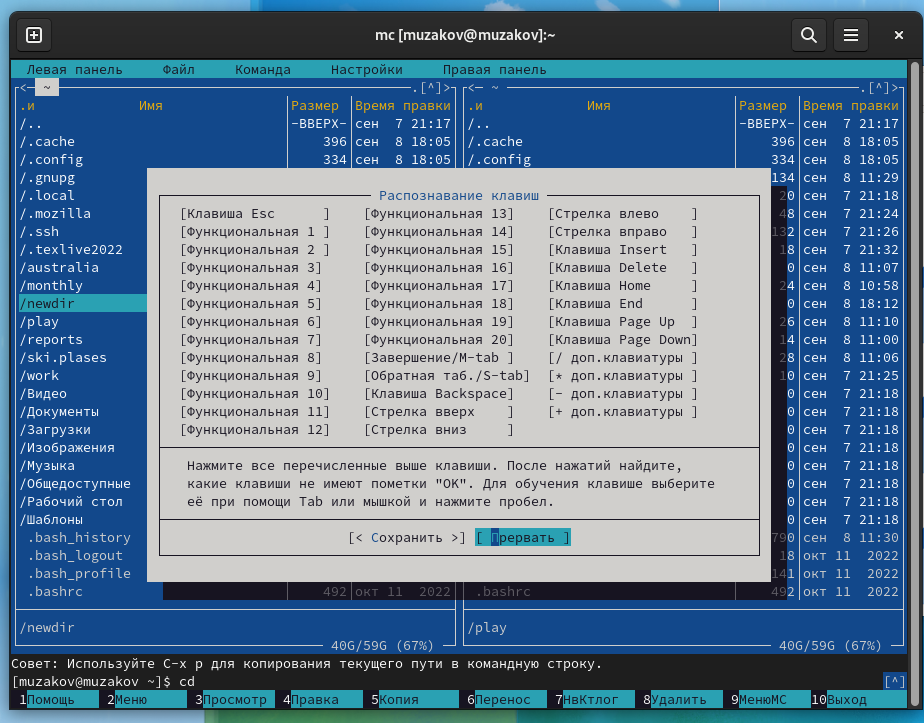 mc [muzakov@muzakov]:~
Левая панель Файл Команда Настройки Правая панель
<─ ~ .[^]> <─ ~ .[^]>
.и Имя Размер Время правки .и Имя Размер Время правки
/.. -ВВЕРХ- сен 7 21:17 /.. -ВВЕРХ- сен 7 21:17
/.cache 396 сен 8 18:05 /.cache 396 сен 8 18:05
/.config 334 сен 8 18:05 /.config 334 сен 8 18:05
/.gnupg 134 сен 8 11:29
/.local Распознавание клавиш 20 сен 7 21:18
/.mozilla [Клавиша Esc ] [Функциональная 13] [Стрелка влево ] 48 сен 7 21:24
/.ssh [Функциональная 1 ] [Функциональная 14] [Стрелка вправо ] 132 сен 7 21:26
/.texlive2022 [Функциональная 2 ] [Функциональная 15] [Клавиша Insert ] 18 сен 7 21:32
/australia [Функциональная 3] [Функциональная 16] [Клавиша Delete ] 0 сен 8 11:07
/monthly [Функциональная 4] [Функциональная 17] [Клавиша Home ] 24 сен 8 10:58
/newdir [Функциональная 5] [Функциональная 18] [Клавиша End ] 0 сен 8 18:12
/play [Функциональная 6] [Функциональная 19] [Клавиша Page Up ] 26 сен 8 11:10
/reports [Функциональная 7] [Функциональная 20] [Клавиша Page Down] 14 сен 8 11:00
/ski.plases [Функциональная 8] [Завершение/M-tab ] [/ доп.клавиатуры ] 28 сен 8 11:06
/work [Функциональная 9] [Обратная таб./S-tab] [* доп.клавиатуры ] 10 сен 7 21:25
/Видео [Функциональная 10] [Клавиша Backspace] [- доп.клавиатуры ] 0 сен 7 21:18
/Документы [Функциональная 11] [Стрелка вверх ] [+ доп.клавиатуры ] 0 сен 7 21:18
/Загрузки [Функциональная 12] [Стрелка вниз ] 0 сен 7 21:18
/Изображения 0 сен 7 21:18
/Музыка Нажмите все перечисленные выше клавиши. После нажатий найдите, 0 сен 7 21:18
/Общедоступные какие клавиши не имеют пометки "OK". Для обучения клавише выберите 0 сен 7 21:18
/Рабочий стол её при помощи Tab или мышкой и нажмите пробел. 0 сен 7 21:18
/Шаблоны 0 сен 7 21:18
.bash_history [< Сохранить >] [ Прервать ] 790 сен 8 11:30
.bash_logout 18 окт 11 2022
.bash_profile 141 окт 11 2022
.bashrc 492 окт 11 2022 .bashrc 492 окт 11 2022
/newdir /play
40G/59G (67%) 40G/59G (67%)
Совет: Используйте C-x p для копирования текущего пути в командную строку.
[muzakov@muzakov ~]$ cd [^]
1Помощь 2Меню 3Просмотр 4Правка 5Копия 6Перенос 7НвКтлог 8Удалить 9МенюМС 10Выход